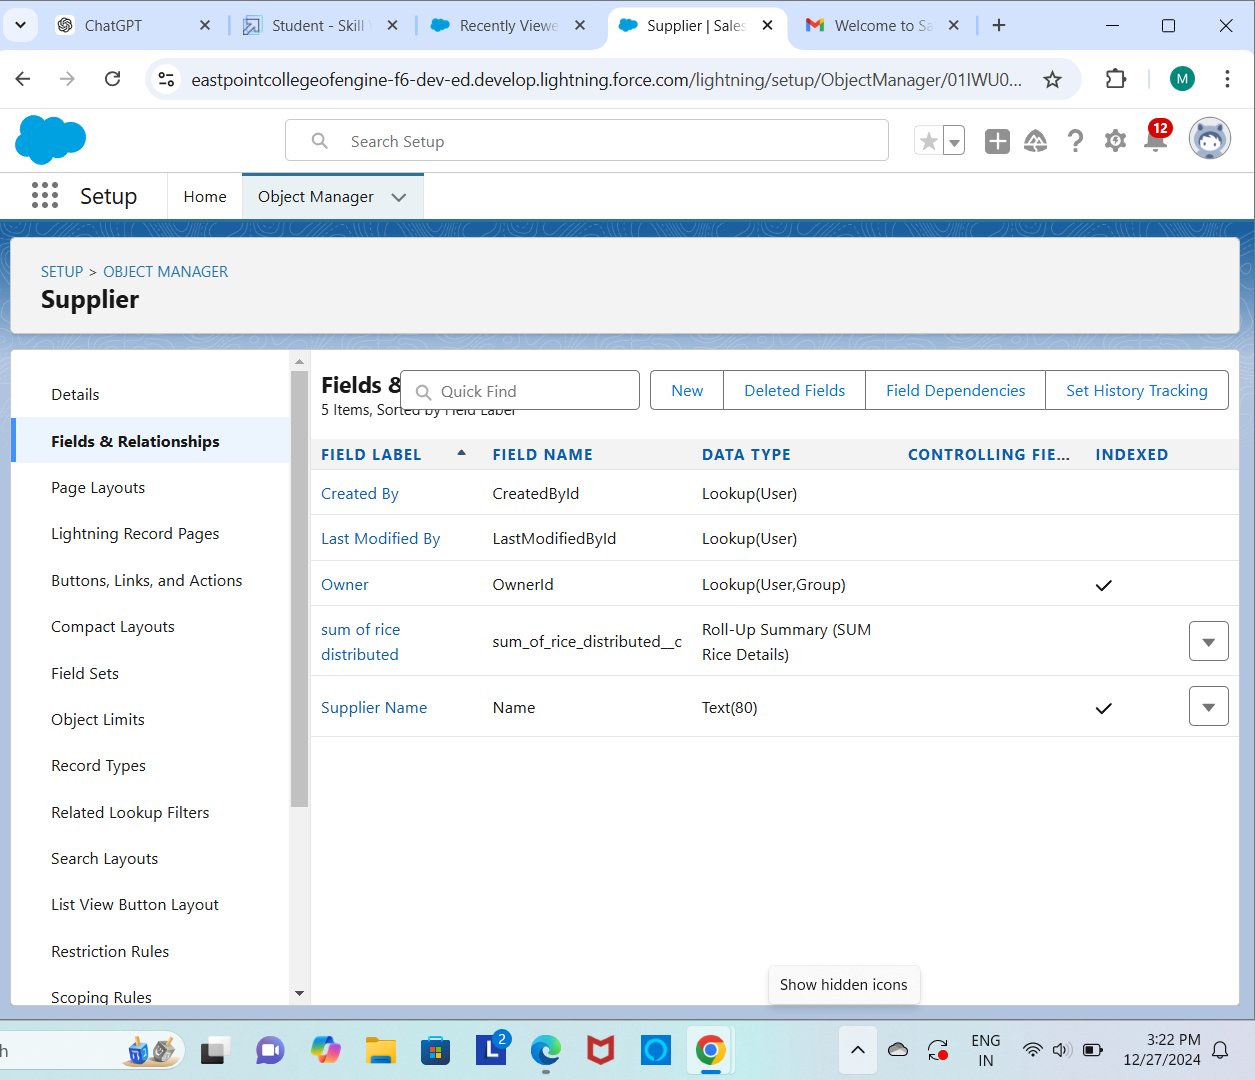 ChatGPT
Student - Skill
Recently Viewe
Supplier | Sales
Welcome to Sa
eastpointcollegeofengine-f6-dev-ed.develop.lightning.force.com/lightning/setup/ObjectManager/01IWU0...
M
Search Setup
12
Setup
Home
Object Manager
SETUP > OBJECT MANAGER
Supplier
Details
Fields & Relationships
Page Layouts
Lightning Record Pages
Buttons, Links, and Actions
Compact Layouts
Field Sets
Object Limits
Record Types
Related Lookup Filters
Search Layouts
List View Button Layout
Restriction Rules
Scoping Rules
Fields &
Quick Find
New
Deleted Fields
Field Dependencies
Set History Tracking
5 Items, Sorted by Field Label
FIELD LABEL FIELD NAME DATA TYPE CONTROLLING FIE... INDEXED
Created By CreatedById Lookup(User)
Last Modified By LastModifiedById Lookup(User)
Owner OwnerId Lookup(User,Group)
sum of rice distributed sum_of_rice_distributed__c Roll-Up Summary (SUM Rice Details)
Supplier Name Name Text(80)
Show hidden icons
h
L
2
ENG
IN
3:22 PM
12/27/2024